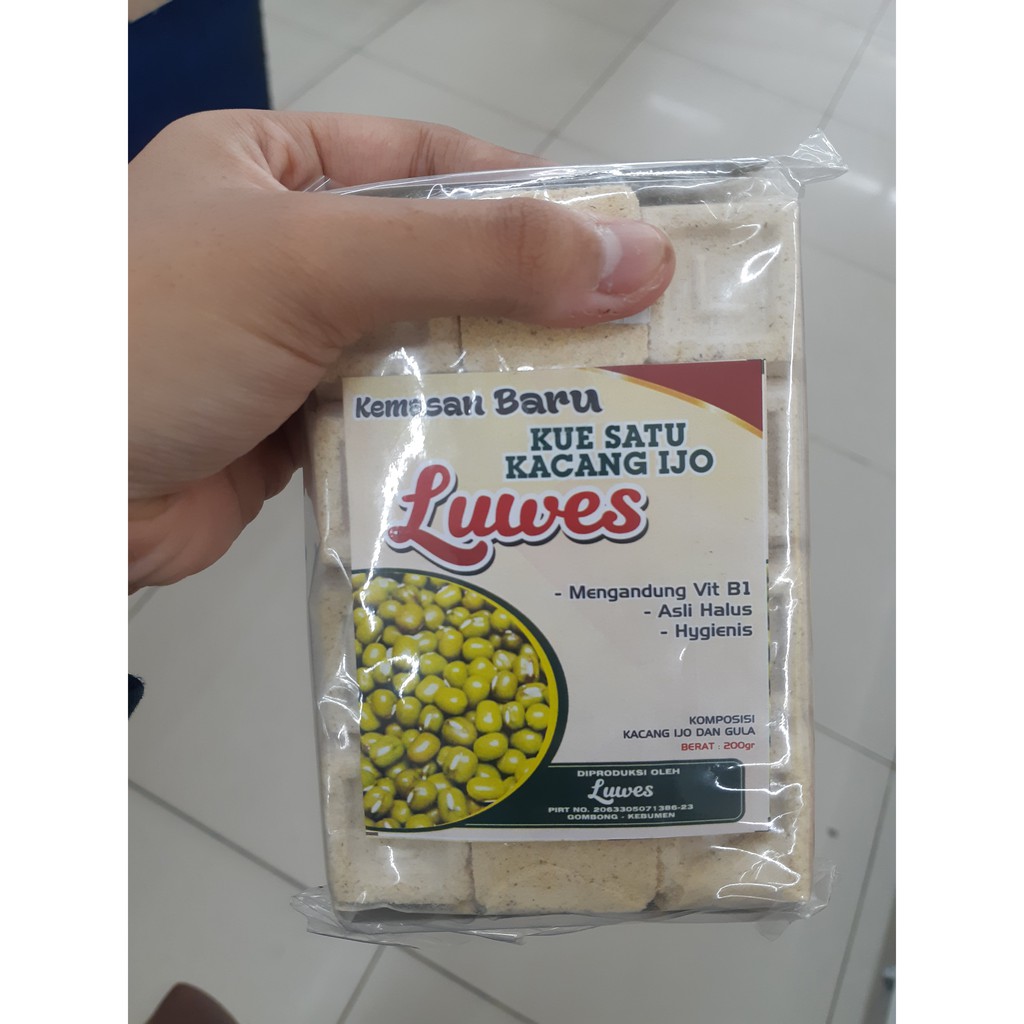 Kemasan Baru
KUE SATU
KACANG IJO
Luwes
- Mengandung Vit B1
- Asli Halus
- Hygienis
KOMPOSISI
KACANG IJO DAN GULA
BERAT : 200gr
DIPRODUKSI OLEH
Luwes
PIRT NO. 2063305071386-23
GOMBONG - KEBUMEN